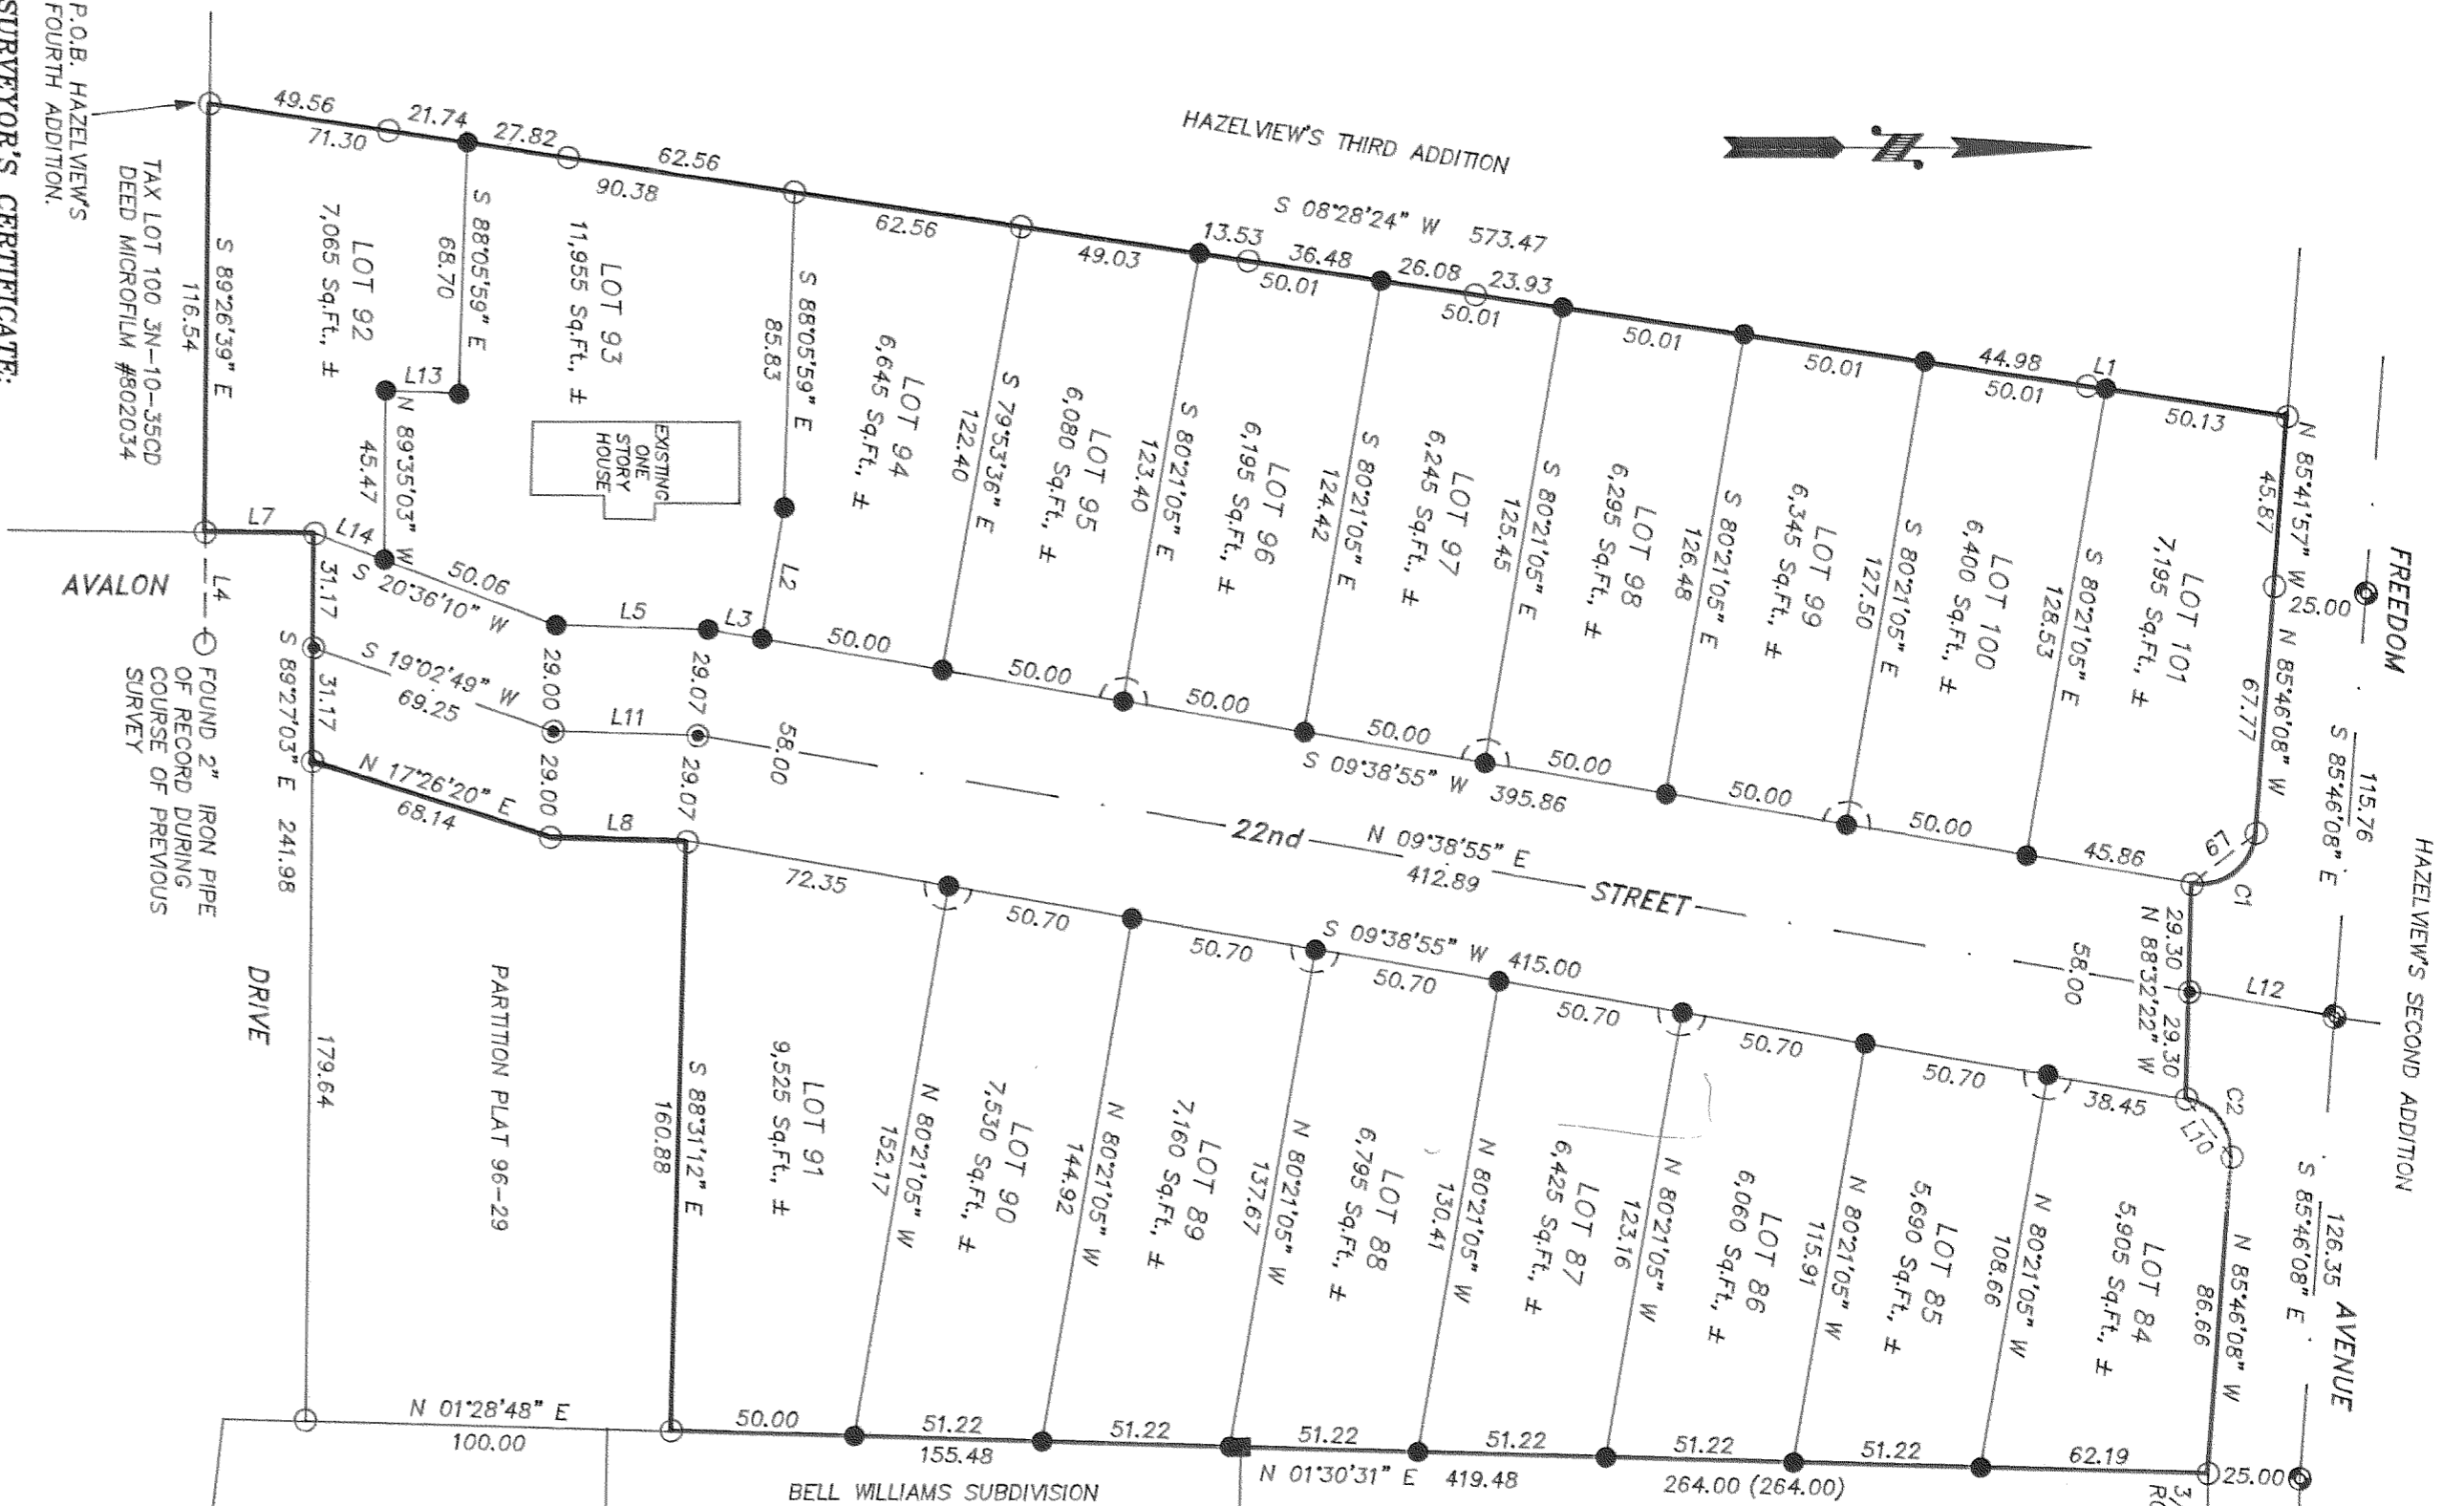 P.O.B. HAZELVIEW'S
FOURTH ADDITION.
SURVEYOR'S CERTIFICATE:
TAX LOT 100 3N-10-35CD
DEED MICROFILM #802034
HAZELVIEW'S THIRD ADDITION
S 08°28'24" W 573.47
49.56
21.74
71.30
27.82
62.56
90.38
62.56
49.03
13.53
36.48
50.01
26.08
23.93
50.01
50.01
50.01
44.98
L1
50.01
50.13
N 85°41'57" W
45.87
25.00
N 85°46'08" W
67.77
FREEDOM
115.76
S 85°46'08" E
HAZELVIEW'S SECOND ADDITION
126.35
S 85°46'08" E
AVENUE
S 89°26'39" E
116.54
LOT 92
7,065 Sq.Ft., ±
S 88°05'59" E
68.70
L13
N 89°35'03" W
45.47
LOT 93
11,955 Sq.Ft., ±
EXISTING
ONE
STORY
HOUSE
S 88°05'59" E
85.83
L2
LOT 94
6,645 Sq.Ft., ±
S 79°53'36" E
122.40
LOT 95
6,080 Sq.Ft., ±
S 80°21'05" E
123.40
LOT 96
6,195 Sq.Ft., ±
S 80°21'05" E
124.42
LOT 97
6,245 Sq.Ft., ±
S 80°21'05" E
125.45
LOT 98
6,295 Sq.Ft., ±
S 80°21'05" E
126.48
LOT 99
6,345 Sq.Ft., ±
S 80°21'05" E
127.50
LOT 100
6,400 Sq.Ft., ±
S 80°21'05" E
128.53
LOT 101
7,195 Sq.Ft., ±
L7
L14
50.06
S 20°36'10" W
L5
L3
50.00
50.00
50.00
50.00
50.00
50.00
50.00
45.86
S 09°38'55" W 395.86
67
C1
AVALON
L4
FOUND 2" IRON PIPE
OF RECORD DURING
COURSE OF PREVIOUS
SURVEY
31.17
31.17
S 89°27'03" E 241.98
S 19°02'49" W
69.25
29.00
29.07
L11
29.00
29.07
58.00
N 17°26'20" E
68.14
L8
22nd
STREET
N 09°38'55" E
412.89
58.00
29.30
29.30
N 88°32'22" W
L12
C2
L10
72.35
50.70
50.70
S 09°38'55" W 415.00
50.70
50.70
50.70
50.70
38.45
DRIVE
179.64
PARTITION PLAT 96-29
S 88°31'12" E
160.88
LOT 91
9,525 Sq.Ft., ±
N 80°21'05" W
152.17
LOT 90
7,530 Sq.Ft., ±
N 80°21'05" W
144.92
LOT 89
7,160 Sq.Ft., ±
N 80°21'05" W
137.67
LOT 88
6,795 Sq.Ft., ±
N 80°21'05" W
130.41
LOT 87
6,425 Sq.Ft., ±
N 80°21'05" W
123.16
LOT 86
6,060 Sq.Ft., ±
N 80°21'05" W
115.91
LOT 85
5,690 Sq.Ft., ±
N 80°21'05" W
108.66
LOT 84
5,905 Sq.Ft., ±
N 85°46'08" W
86.66
N 01°28'48" E
100.00
50.00
51.22
155.48
51.22
51.22
51.22
51.22
51.22
62.19
25.00
N 01°30'31" E 419.48
264.00 (264.00)
BELL WILLIAMS SUBDIVISION